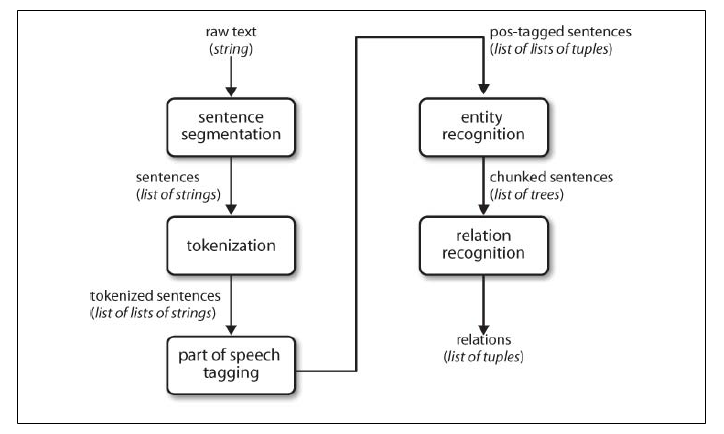 raw text
(string)
sentence
segmentation
sentences
(list of strings)
tokenization
tokenized sentences
(list of lists of strings)
part of speech
tagging
pos-tagged sentences
(list of lists of tuples)
entity
recognition
chunked sentences
(list of trees)
relation
recognition
relations
(list of tuples)